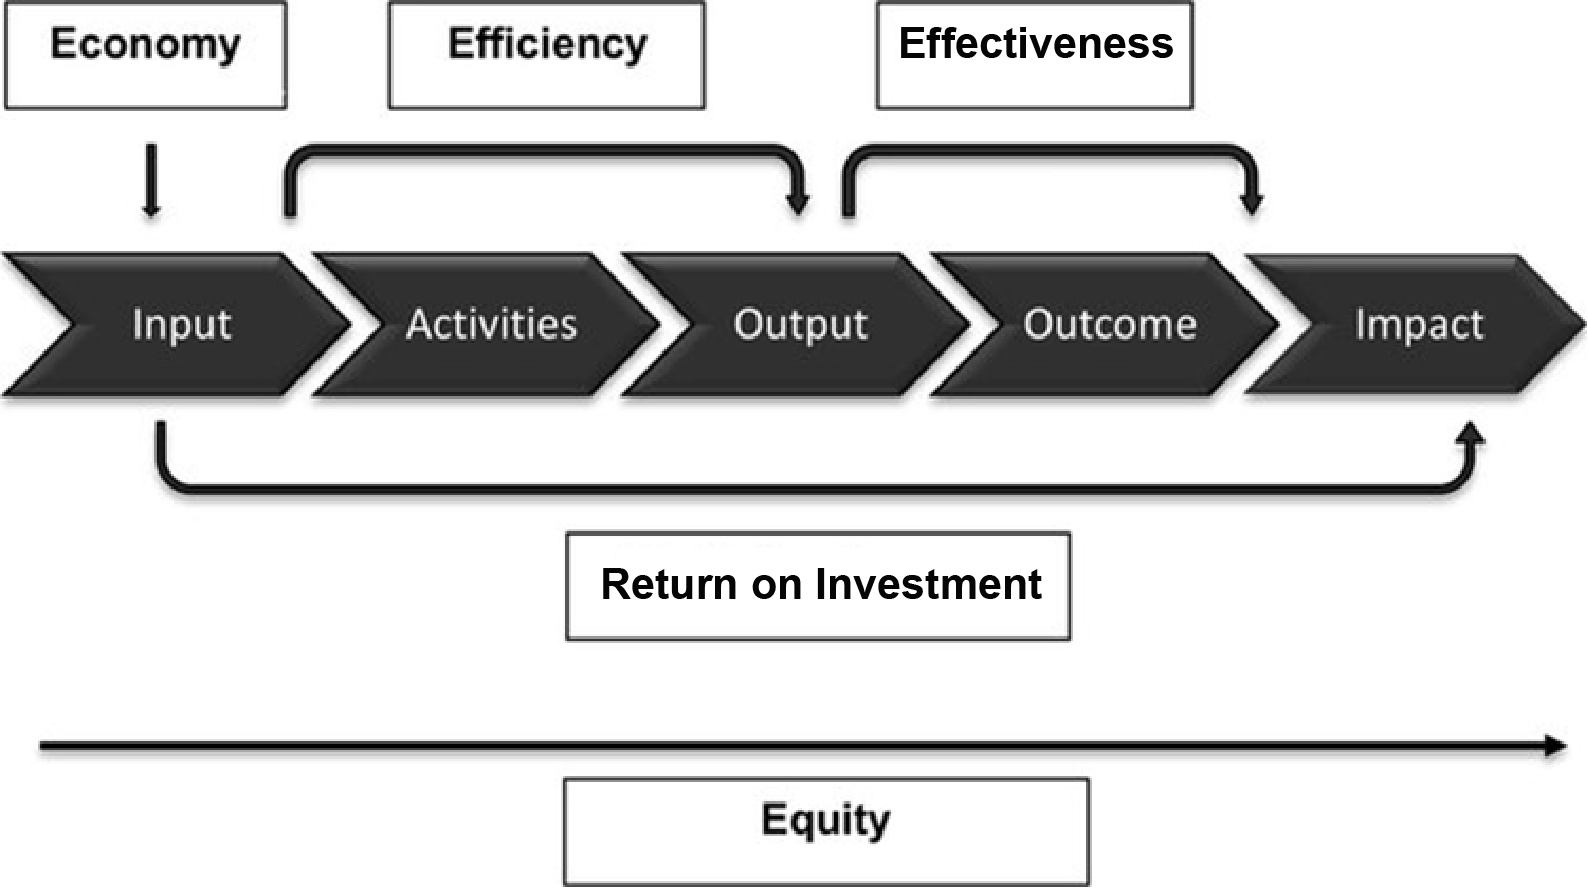 Economy
Efficiency
Effectiveness
Input
Activities
Output
Outcome
Impact
Return on Investment
Equity